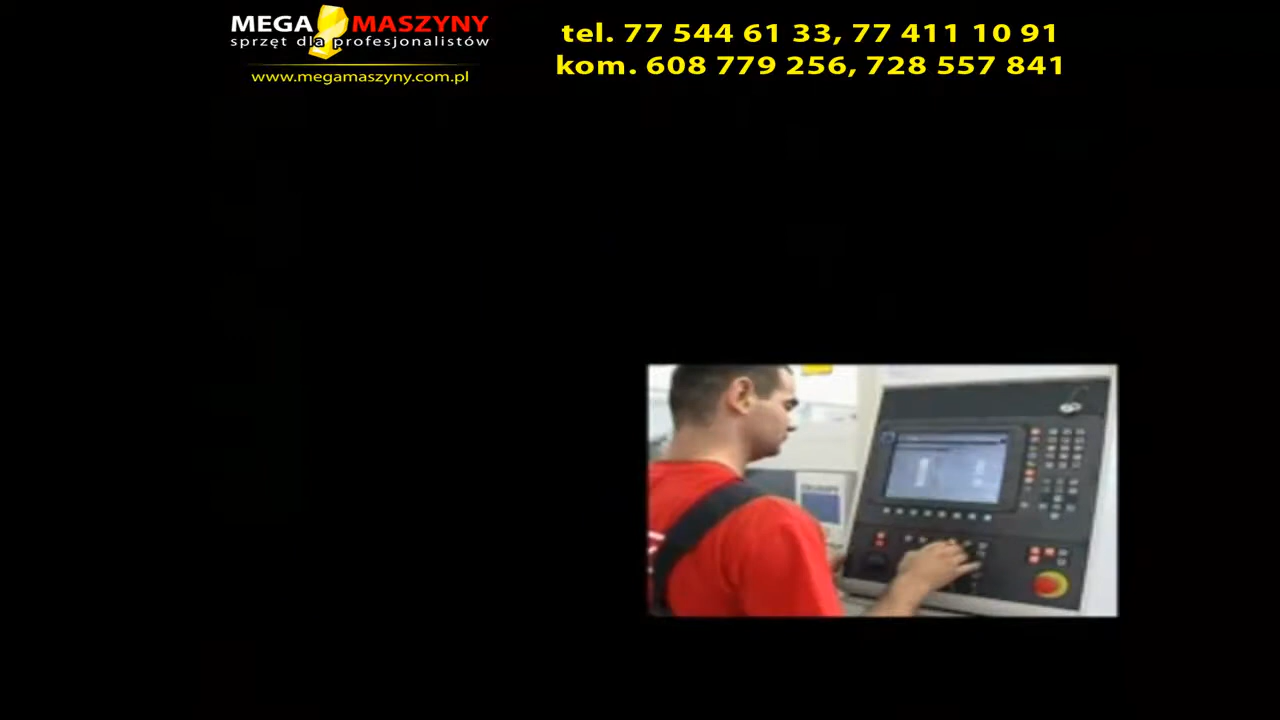 MEGA MASZYNY
sprzęt dla profesjonalistów
www.megamaszyny.com.pl
tel. 77 544 61 33, 77 411 10 91
kom. 608 779 256, 728 557 841